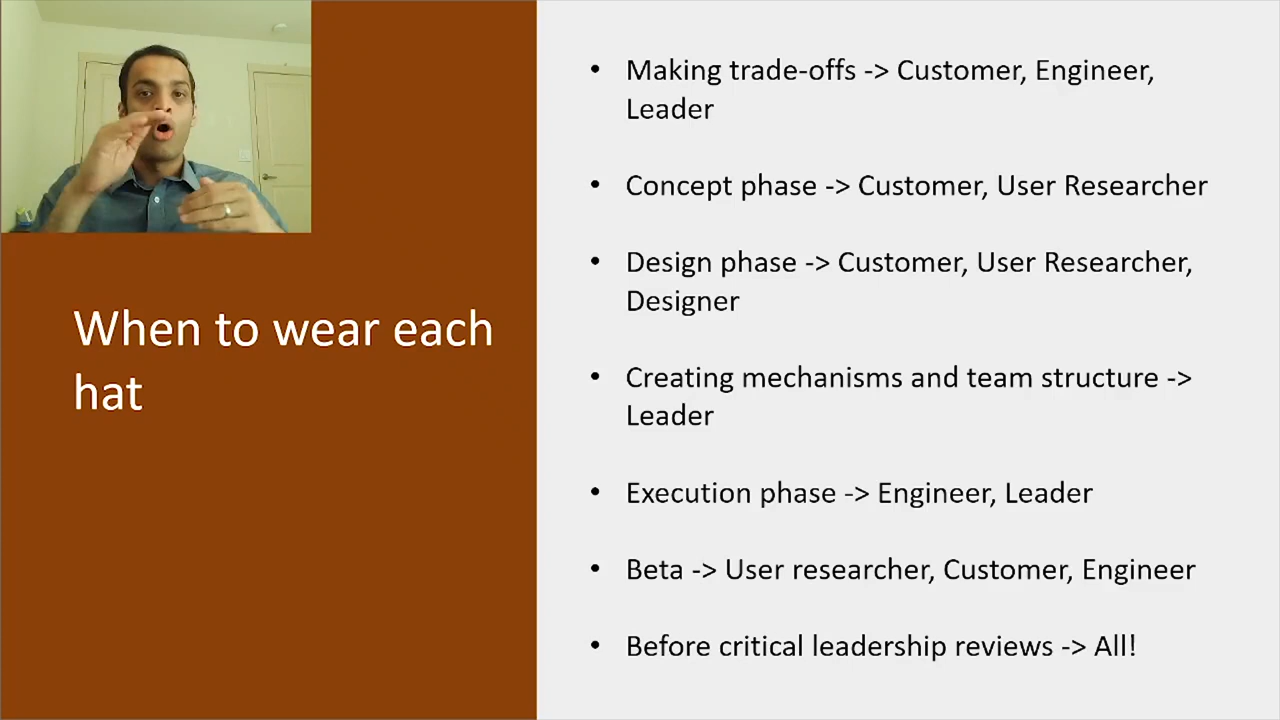 When to wear each
hat
• Making trade-offs -> Customer, Engineer,
Leader
• Concept phase -> Customer, User Researcher
• Design phase -> Customer, User Researcher,
Designer
• Creating mechanisms and team structure ->
Leader
• Execution phase -> Engineer, Leader
• Beta -> User researcher, Customer, Engineer
• Before critical leadership reviews -> All!